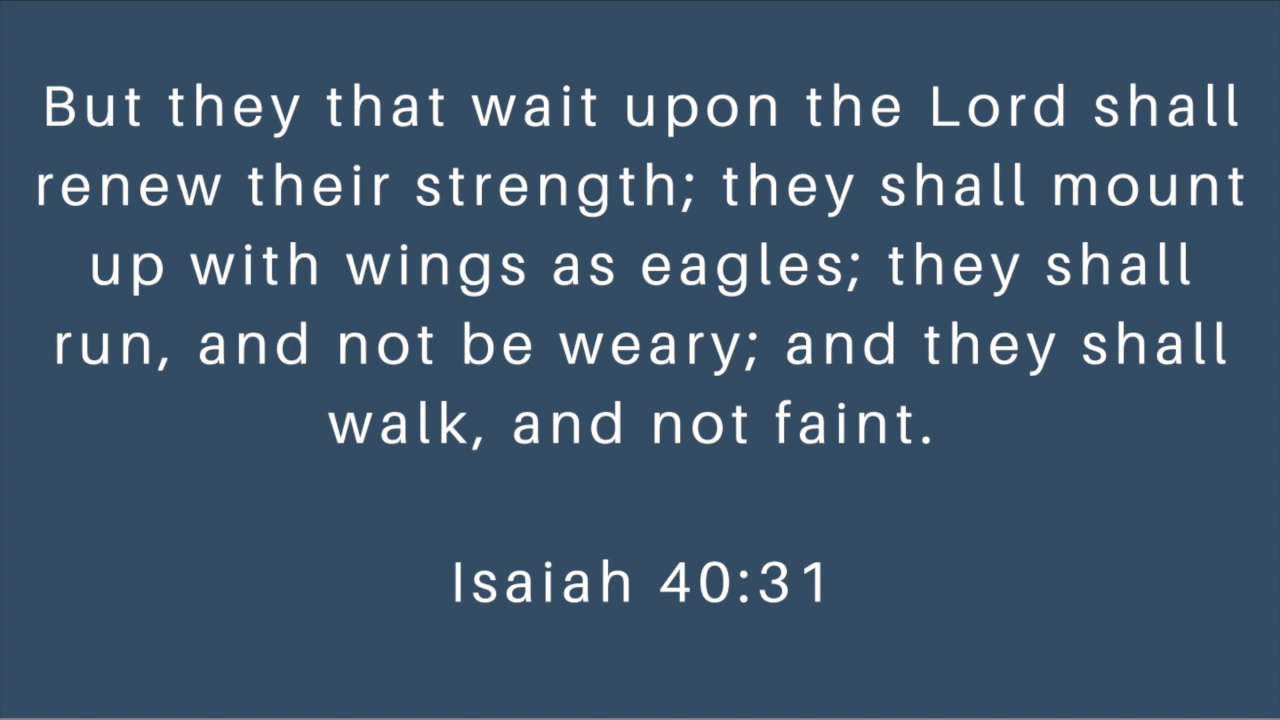 But they that wait upon the Lord shall
renew their strength; they shall mount
up with wings as eagles; they shall
run, and not be weary; and they shall
walk, and not faint.
Isaiah 40:31